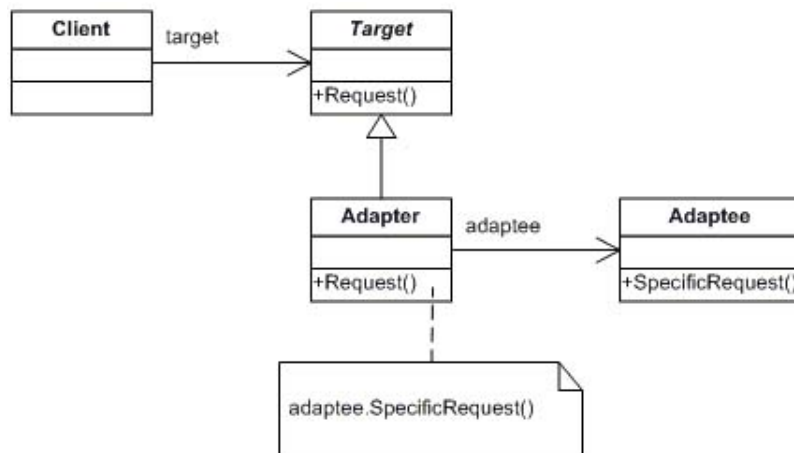 Client
target
Target
+Request()
Adapter
adaptee
Adaptee
+Request()
+SpecificRequest()
adaptee.SpecificRequest()